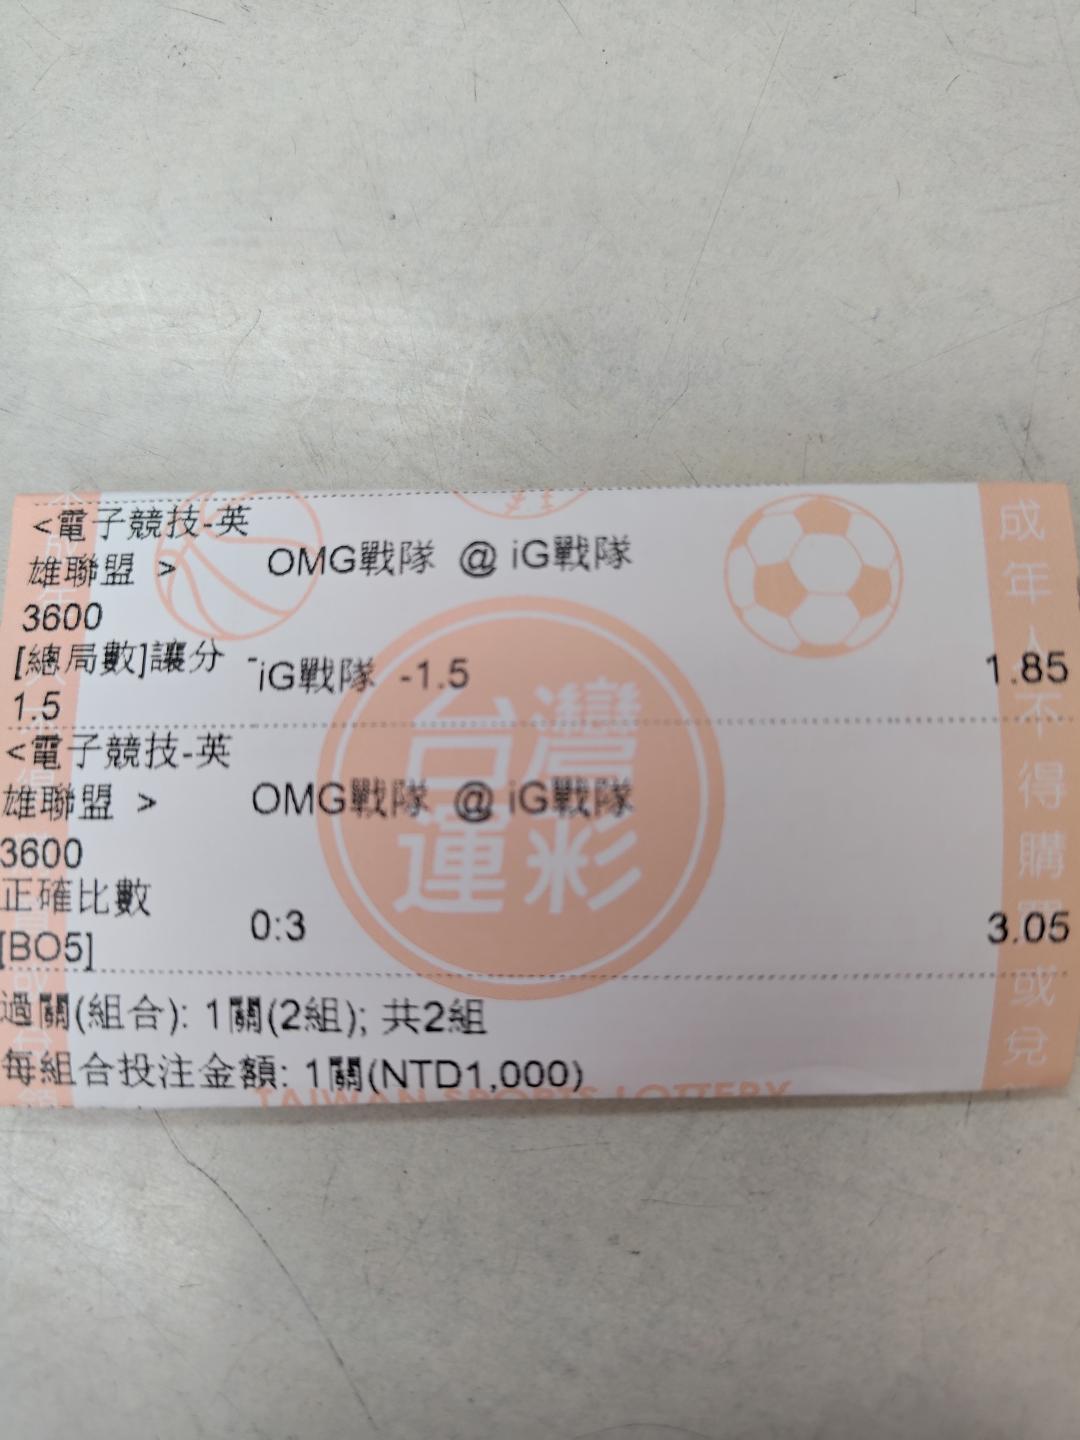 <電子競技-英
雄聯盟 > OMG戰隊 @ iG戰隊
3600
[總局數]讓分 -
1.5 iG戰隊 -1.5 1.85
<電子競技-英
雄聯盟 > OMG戰隊 @ iG戰隊
3600
正確比數
[BO5] 0:3 3.05
過關(組合): 1關(2組); 共2組
每組合投注金額: 1關(NTD1,000)
台灣
運彩
TAIWAN SPORTS LOTTERY
成年人不得購買或兌